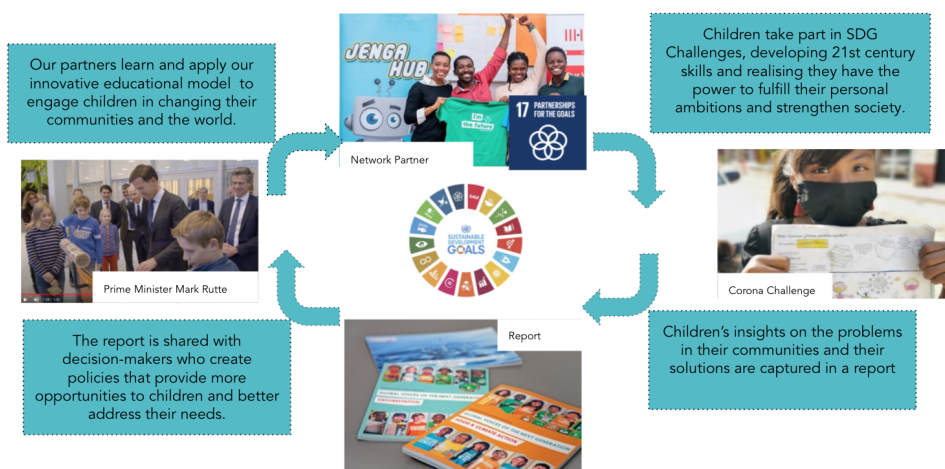 Our partners learn and apply our
innovative educational model to
engage children in changing their
communities and the world.
JENGA
HUB
I'm
the future
17 PARTNERSHIPS
FOR THE GOALS
Network Partner
Children take part in SDG
Challenges, developing 21st century
skills and realising they have the
power to fulfill their personal
ambitions and strengthen society.
Prime Minister Mark Rutte
SUSTAINABLE
DEVELOPMENT
GOALS
Corona Challenge
The report is shared with
decision-makers who create
policies that provide more
opportunities to children and better
address their needs.
Report
GLOBAL VOICES OF THE NEXT GENERATION
GLOBAL VOICES OF THE NEXT GENERATION
FOOD & CLIMATE ACTION
Children's insights on the problems
in their communities and their
solutions are captured in a report